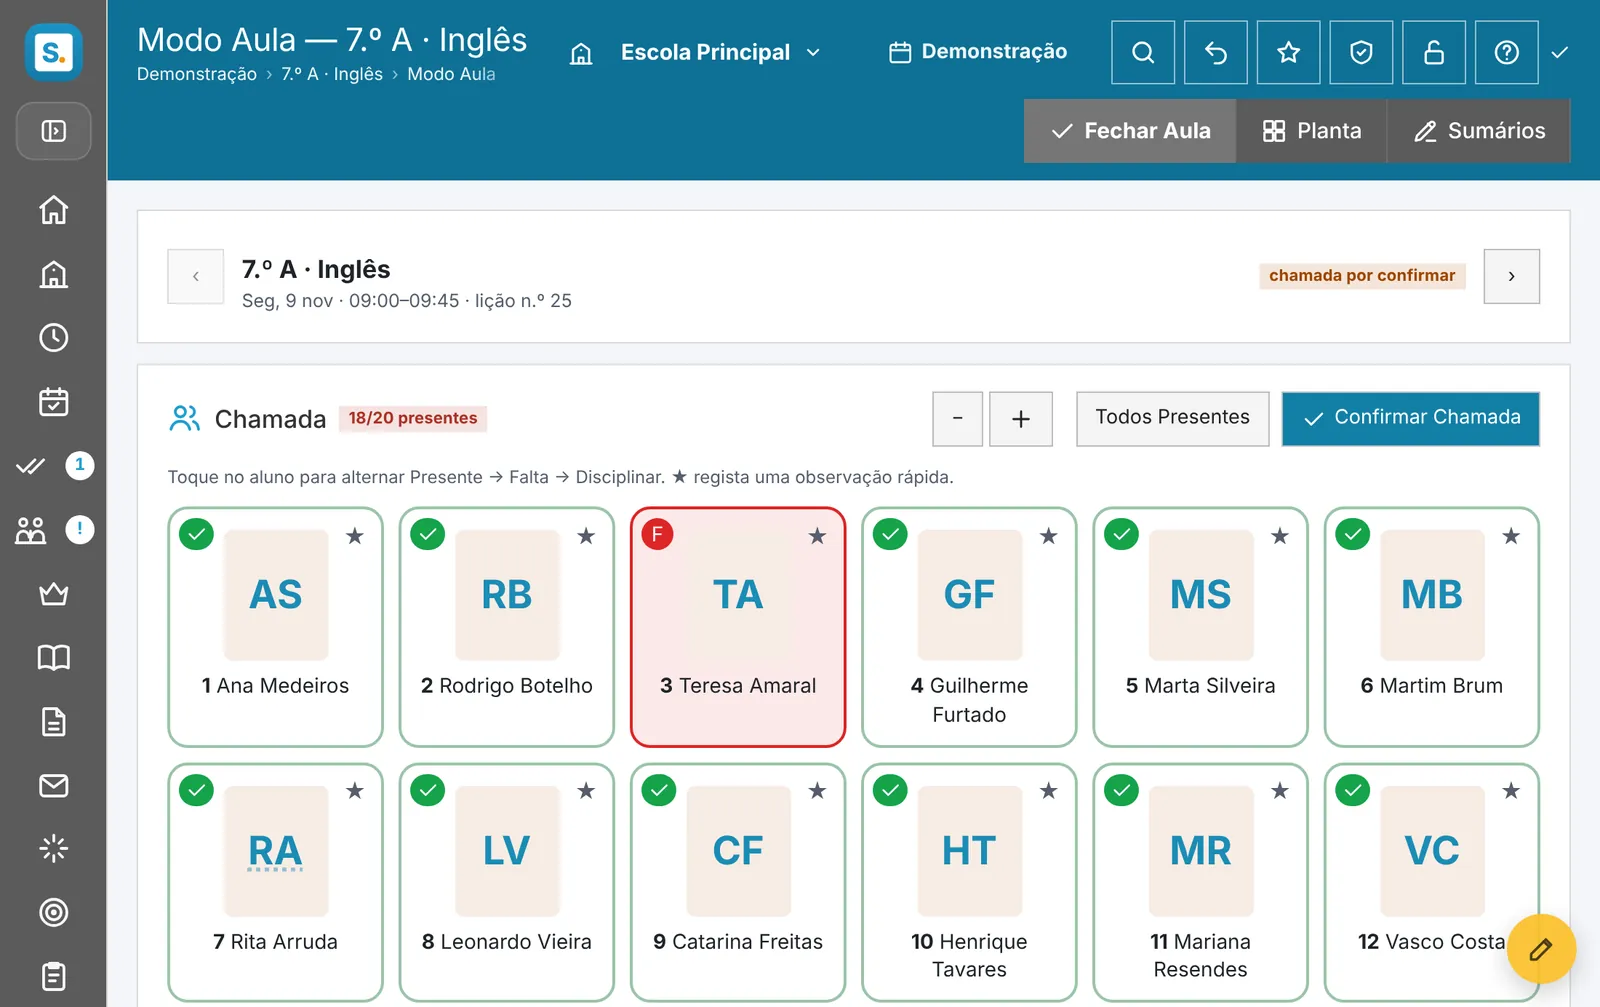 S.
Modo Aula — 7.º A · Inglês
Demonstração › 7.º A · Inglês › Modo Aula
Escola Principal
Demonstração
Fechar Aula
Planta
Sumários
1
!
7.º A · Inglês
Seg, 9 nov · 09:00–09:45 · lição n.º 25
chamada por confirmar
Chamada
18/20 presentes
-
+
Todos Presentes
Confirmar Chamada
Toque no aluno para alternar Presente → Falta → Disciplinar. ★ regista uma observação rápida.
AS
1 Ana Medeiros
RB
2 Rodrigo Botelho
F
TA
3 Teresa Amaral
GF
4 Guilherme
Furtado
MS
5 Marta Silveira
MB
6 Martim Brum
RA
7 Rita Arruda
LV
8 Leonardo Vieira
CF
9 Catarina Freitas
HT
10 Henrique
Tavares
MR
11 Mariana
Resendes
VC
12 Vasco Costa